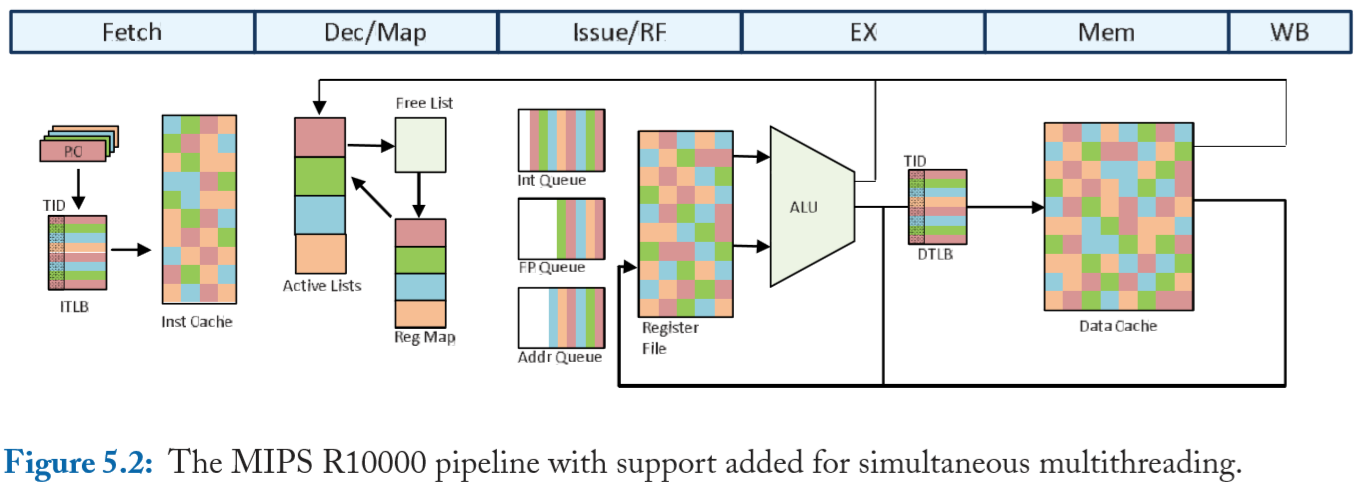 Fetch
Dec/Map
Issue/RF
EX
Mem
WB
PC
TID
ITLB
Inst Cache
Free List
Active Lists
Reg Map
Int Queue
FP Queue
Addr Queue
Register
File
ALU
TID
DTLB
Data Cache
Figure 5.2: The MIPS R10000 pipeline with support added for simultaneous multithreading.